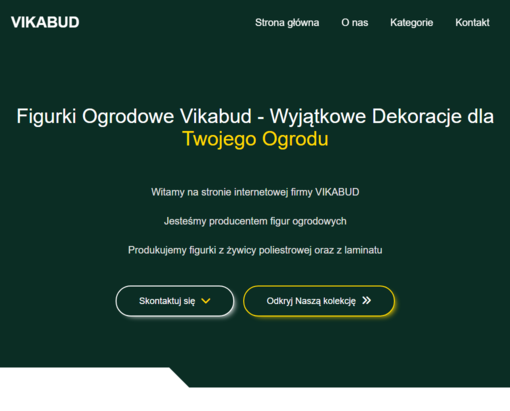 VIKABUD
Strona główna O nas Kategorie Kontakt
Figurki Ogrodowe Vikabud - Wyjątkowe Dekoracje dla
Twojego Ogrodu
Witamy na stronie internetowej firmy VIKABUD
Jesteśmy producentem figur ogrodowych
Produkujemy figurki z żywicy poliestrowej oraz z laminatu
Skontaktuj się
Odkryj Naszą kolekcję